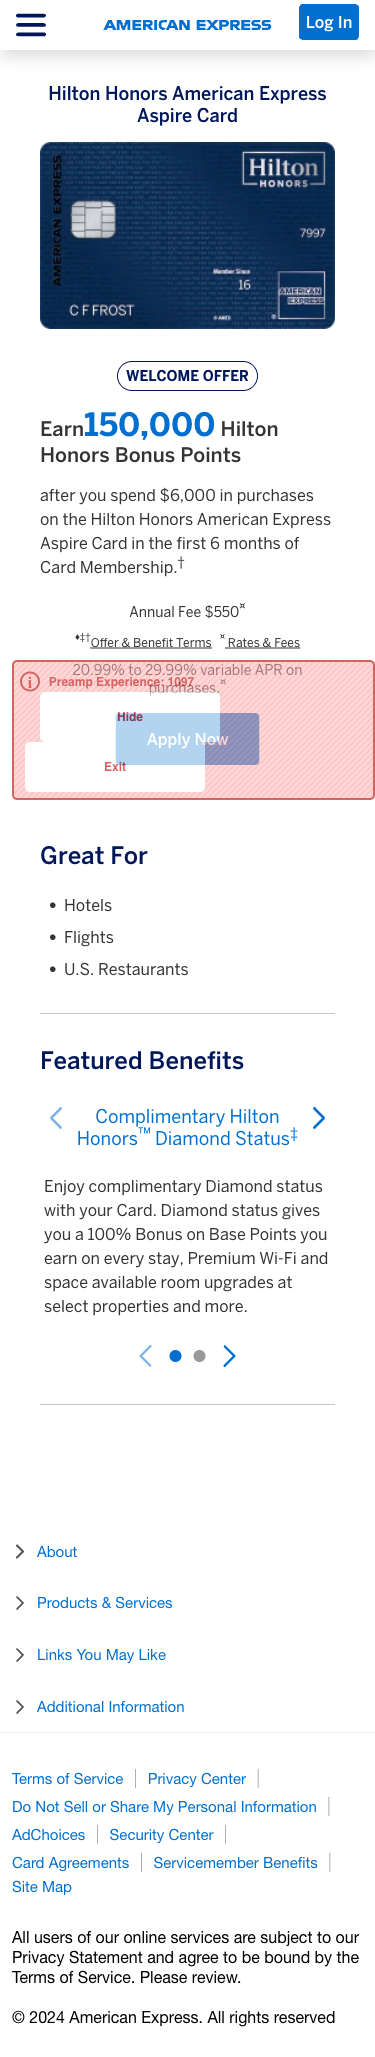 AMERICAN EXPRESS
Log In
Hilton Honors American Express
Aspire Card
AMERICAN EXPRESS
Hilton
HONORS
7997
Member Since
16
AMERICAN
EXPRESS
C F FROST
© AMEX
®
WELCOME OFFER
Earn150,000 Hilton
Honors Bonus Points
after you spend $6,000 in purchases
on the Hilton Honors American Express
Aspire Card in the first 6 months of
Card Membership.†
Annual Fee $550¤
♦‡†Offer & Benefit Terms ¤ Rates & Fees
20.99% to 29.99% variable APR on
purchases.¤
Preamp Experience: 1097
Hide
Apply Now
Exit
Great For
• Hotels
• Flights
• U.S. Restaurants
Featured Benefits
Complimentary Hilton
Honors™ Diamond Status‡
Enjoy complimentary Diamond status
with your Card. Diamond status gives
you a 100% Bonus on Base Points you
earn on every stay, Premium Wi-Fi and
space available room upgrades at
select properties and more.
About
Products & Services
Links You May Like
Additional Information
Terms of Service | Privacy Center |
Do Not Sell or Share My Personal Information |
AdChoices | Security Center |
Card Agreements | Servicemember Benefits |
Site Map
All users of our online services are subject to our
Privacy Statement and agree to be bound by the
Terms of Service. Please review.
© 2024 American Express. All rights reserved